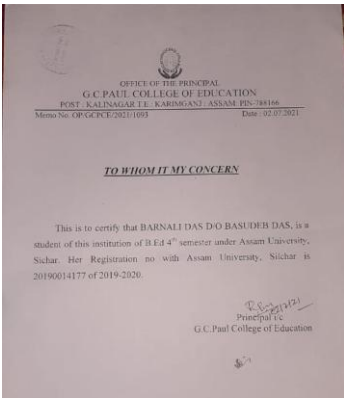 OFFICE OF THE PRINCIPAL
G.C.PAUL COLLEGE OF EDUCATION
POST : KALINAGAR T.E : KARIMGANJ : ASSAM. PIN-788166
Memo No. OP/GCPCE/2021/1093 Date : 02.07.2021
TO WHOM IT MY CONCERN
This is to certify that BARNALI DAS D/O BASUDEB DAS, is a
student of this institution of B.Ed 4th semester under Assam University,
Sichar. Her Registration no with Assam University, Silchar is
20190014177 of 2019-2020.
Principal i/c
G.C.Paul College of Education